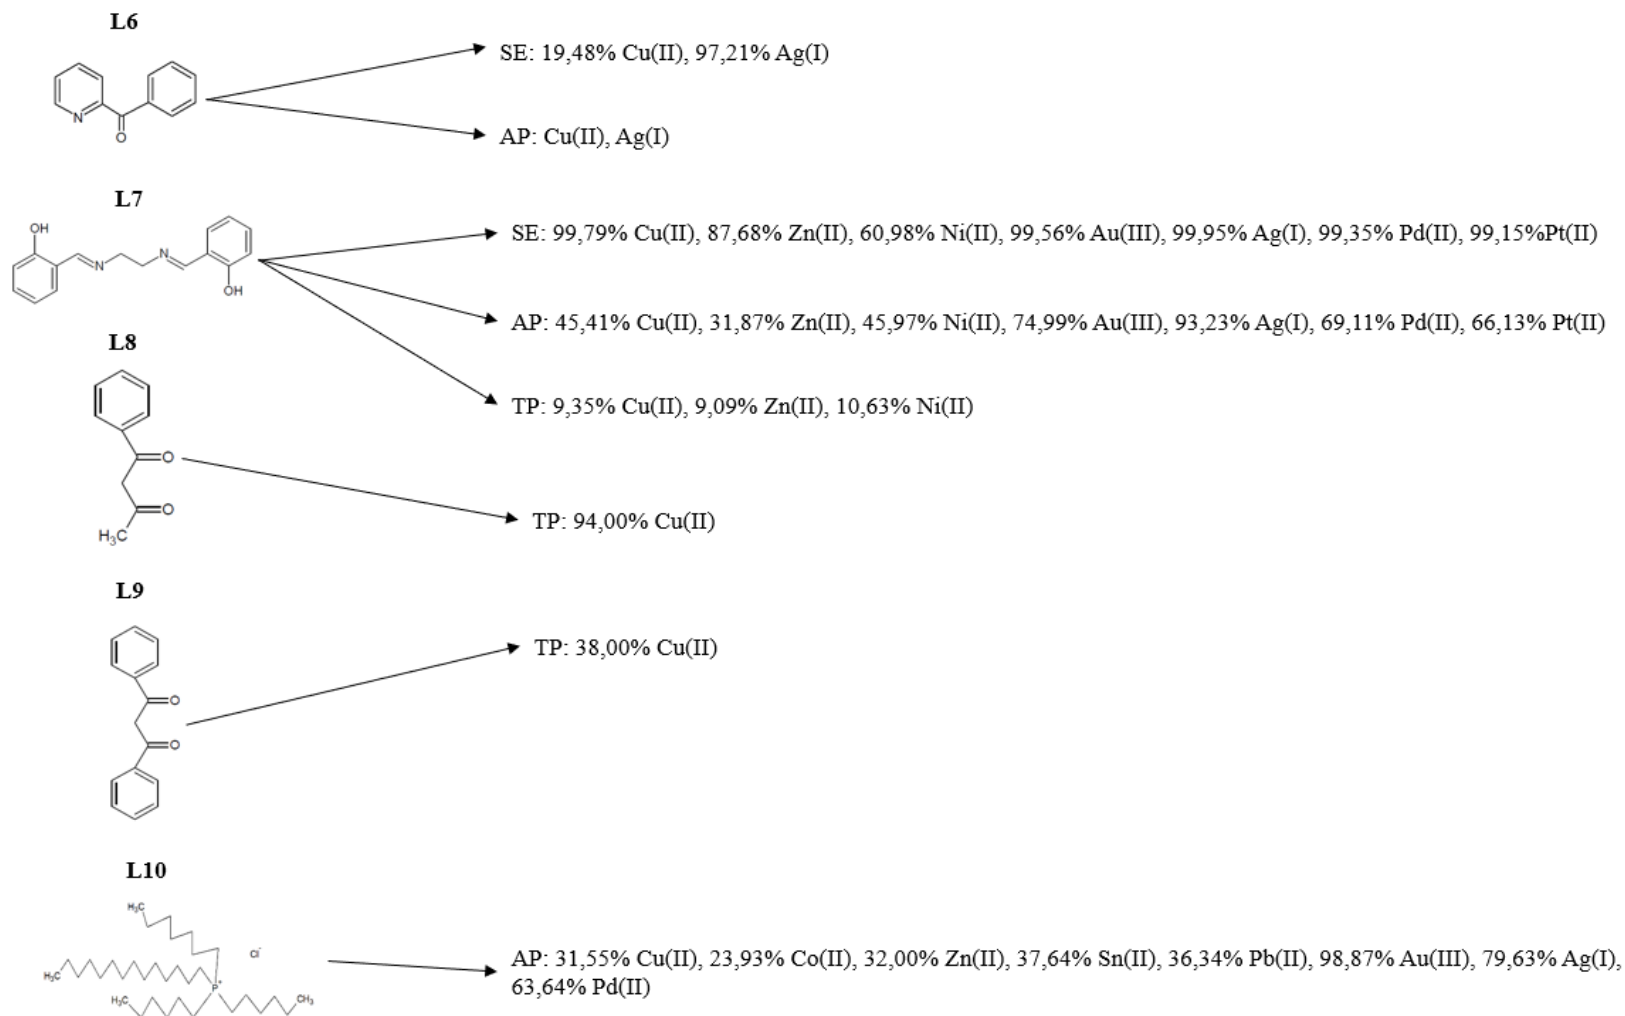 L6
N
O
SE: 19,48% Cu(II), 97,21% Ag(I)
AP: Cu(II), Ag(I)
L7
OH
N
N
OH
SE: 99,79% Cu(II), 87,68% Zn(II), 60,98% Ni(II), 99,56% Au(III), 99,95% Ag(I), 99,35% Pd(II), 99,15%Pt(II)
AP: 45,41% Cu(II), 31,87% Zn(II), 45,97% Ni(II), 74,99% Au(III), 93,23% Ag(I), 69,11% Pd(II), 66,13% Pt(II)
TP: 9,35% Cu(II), 9,09% Zn(II), 10,63% Ni(II)
L8
O
O
H₃C
TP: 94,00% Cu(II)
L9
O
O
TP: 38,00% Cu(II)
L10
H₃C
Cl⁻
H₃C
P⁺
H₃C
CH₃
AP: 31,55% Cu(II), 23,93% Co(II), 32,00% Zn(II), 37,64% Sn(II), 36,34% Pb(II), 98,87% Au(III), 79,63% Ag(I),
63,64% Pd(II)